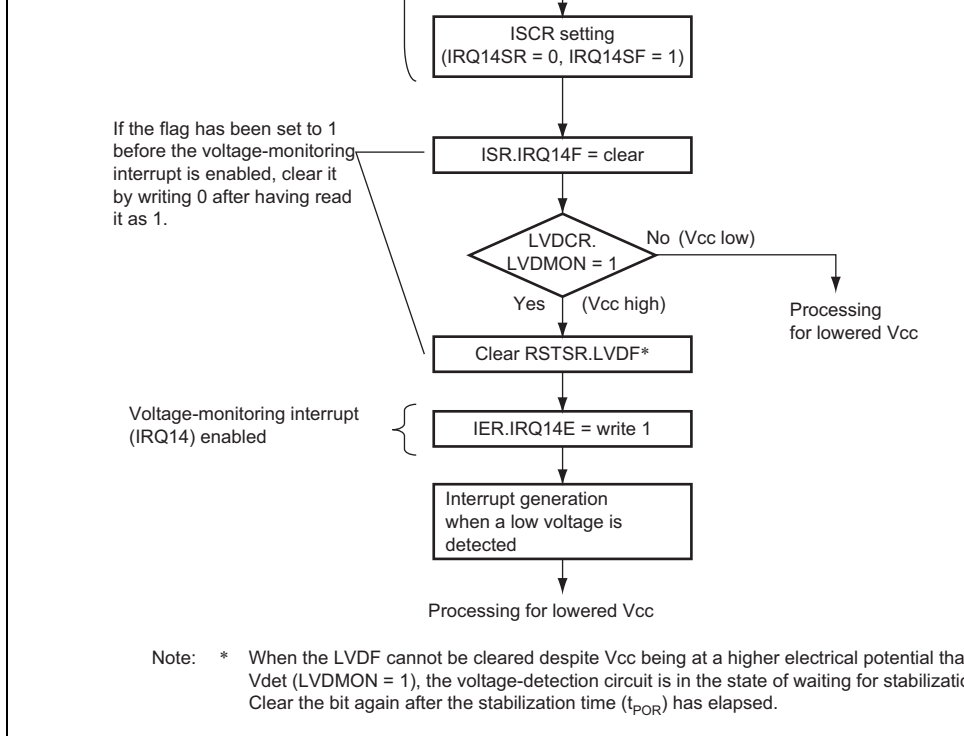 ISCR setting
(IRQ14SR = 0, IRQ14SF = 1)
If the flag has been set to 1
before the voltage-monitoring
interrupt is enabled, clear it
by writing 0 after having read
it as 1.
ISR.IRQ14F = clear
LVDCR.
LVDMON = 1
No (Vcc low)
Yes (Vcc high)
Processing
for lowered Vcc
Clear RSTSR.LVDF*
Voltage-monitoring interrupt
(IRQ14) enabled
IER.IRQ14E = write 1
Interrupt generation
when a low voltage is
detected
Processing for lowered Vcc
Note: * When the LVDF cannot be cleared despite Vcc being at a higher electrical potential
Vdet (LVDMON = 1), the voltage-detection circuit is in the state of waiting for
Clear the bit again after the stabilization time (tPOR) has elapsed.